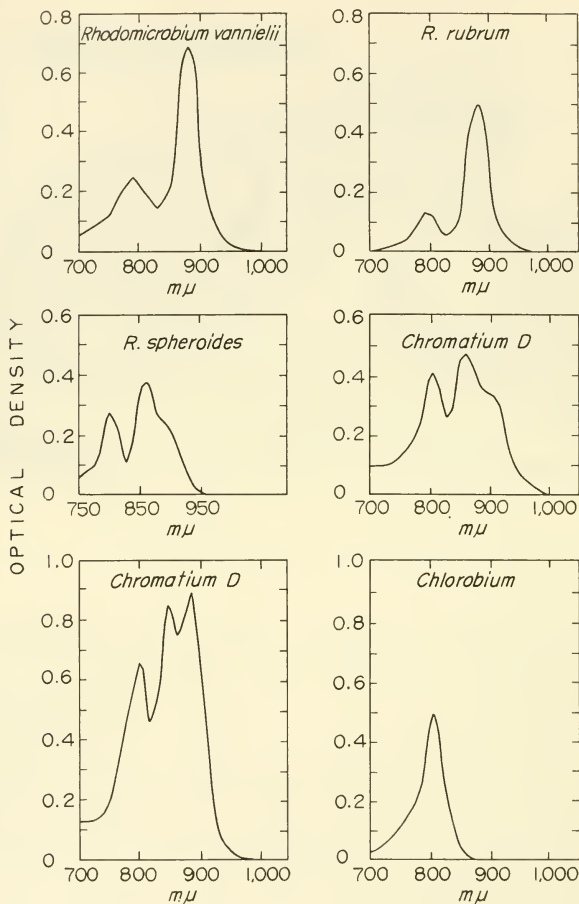 OPTICAL DENSITY
Rhodomicrobium vannielii
0.8
0.6
0.4
0.2
0
700 800 900 1,000
mμ
R. rubrum
0.8
0.6
0.4
0.2
0
700 800 900 1,000
mμ
R. spheroides
0.6
0.4
0.2
0
750 850 950
mμ
Chromatium D
0.6
0.4
0.2
0
700 800 900 1,000
mμ
Chromatium D
1.0
0.8
0.6
0.4
0.2
0
700 800 900 1,000
mμ
Chlorobium
1.0
0.8
0.6
0.4
0.2
0
700 800 900 1,000
mμ